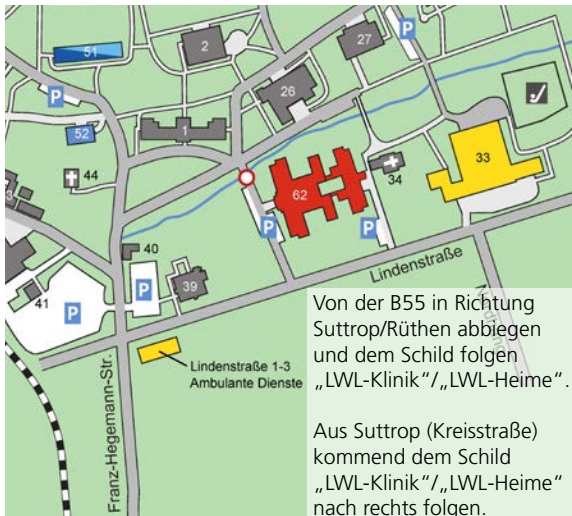 51
2
27
P
P
26
52
1
44
33
34
62
3
P
P
40
39
Lindenstraße
41
P
P
Lindenstraße 1-3
Ambulante Dienste
Franz-Hegemann-Str.
Von der B55 in Richtung
Suttrop/Rüthen abbiegen
und dem Schild folgen
„LWL-Klinik“/„LWL-Heime“.
Aus Suttrop (Kreisstraße)
kommend dem Schild
„LWL-Klinik“/„LWL-Heime“
nach rechts folgen.